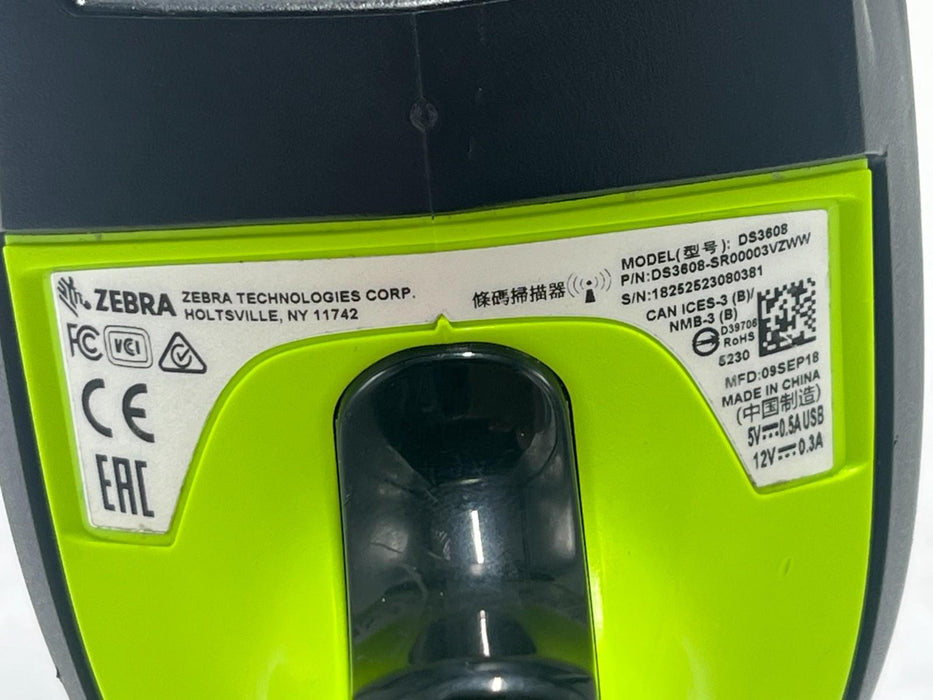 ZEBRA
ZEBRA TECHNOLOGIES CORP.
HOLTSVILLE, NY 11742
FC
VCI
CE
EAC
條碼掃描器
MODEL(型号): DS3608
P/N:DS3608-SR00003VZWW
S/N:18252523080381
CAN ICES-3 (B)/
NMB-3 (B)
D39706
RoHS
5230
MFD:09SEP18
MADE IN CHINA
(中国制造)
5V⎓0.5A USB
12V⎓0.3A